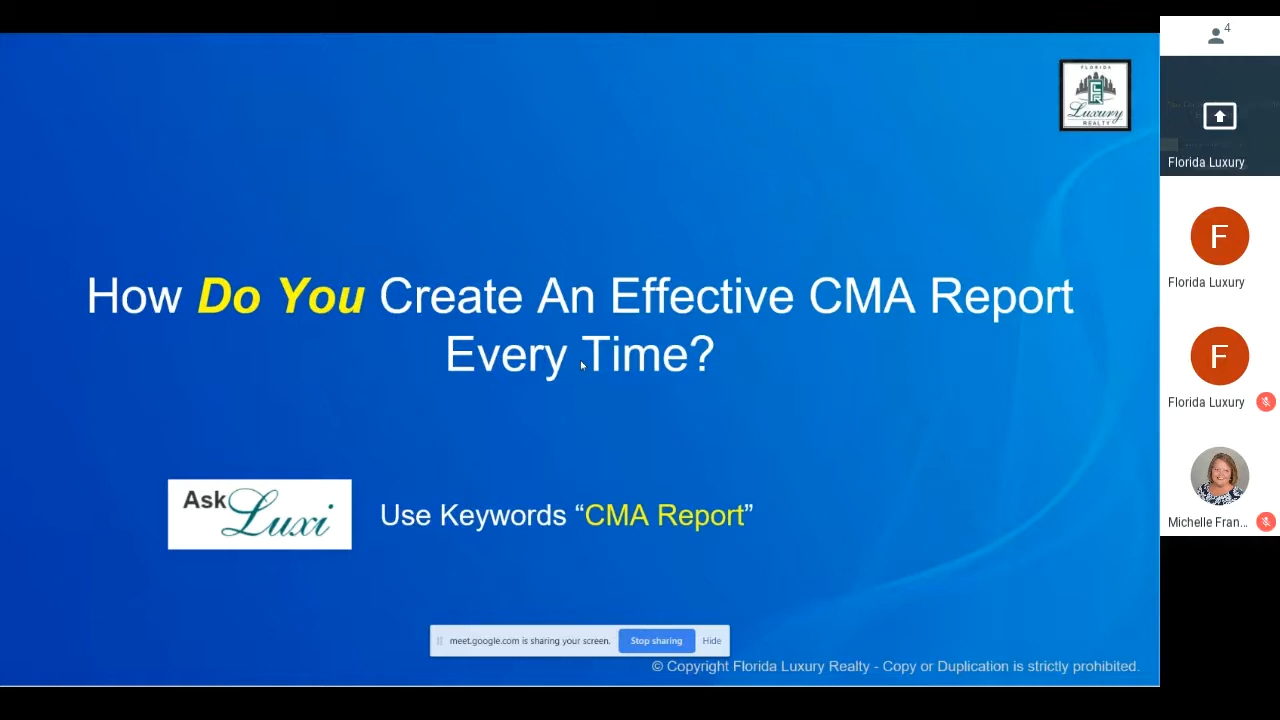 4
FLORIDA
LR
Luxury
REALTY
Florida Luxury
F
Florida Luxury
How Do You Create An Effective CMA Report
Every Time?
F
Florida Luxury
Ask Luxi
Use Keywords “CMA Report”
Michelle Fran...
meet.google.com is sharing your screen.
Stop sharing
Hide
© Copyright Florida Luxury Realty - Copy or Duplication is strictly prohibited.